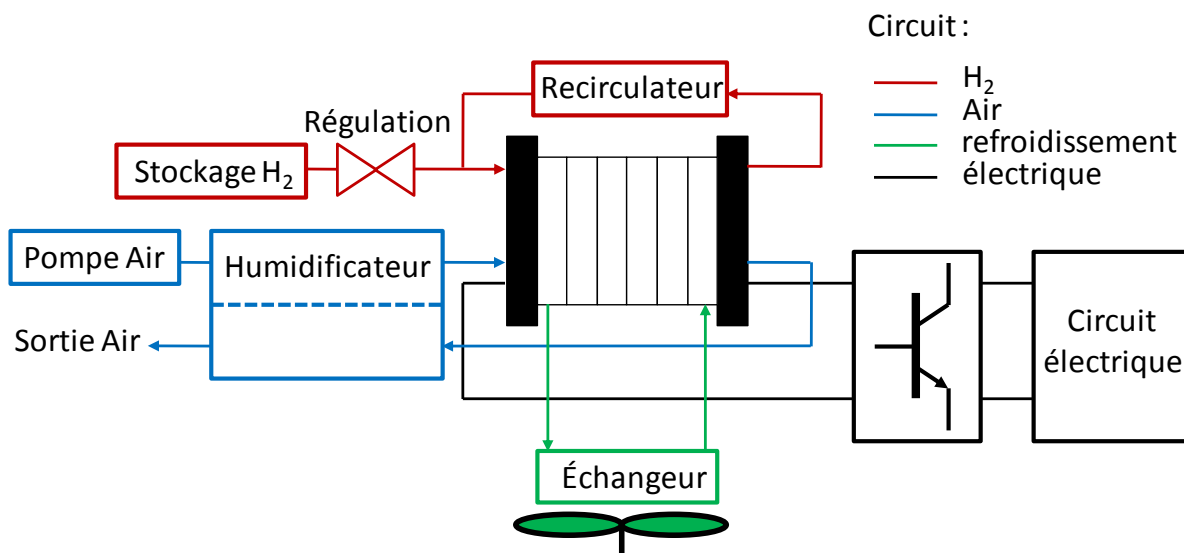 Circuit :
H₂
Air
refroidissement
électrique
Recirculateur
Régulation
Stockage H₂
Pompe Air
Humidificateur
Sortie Air
Circuit
électrique
Échangeur